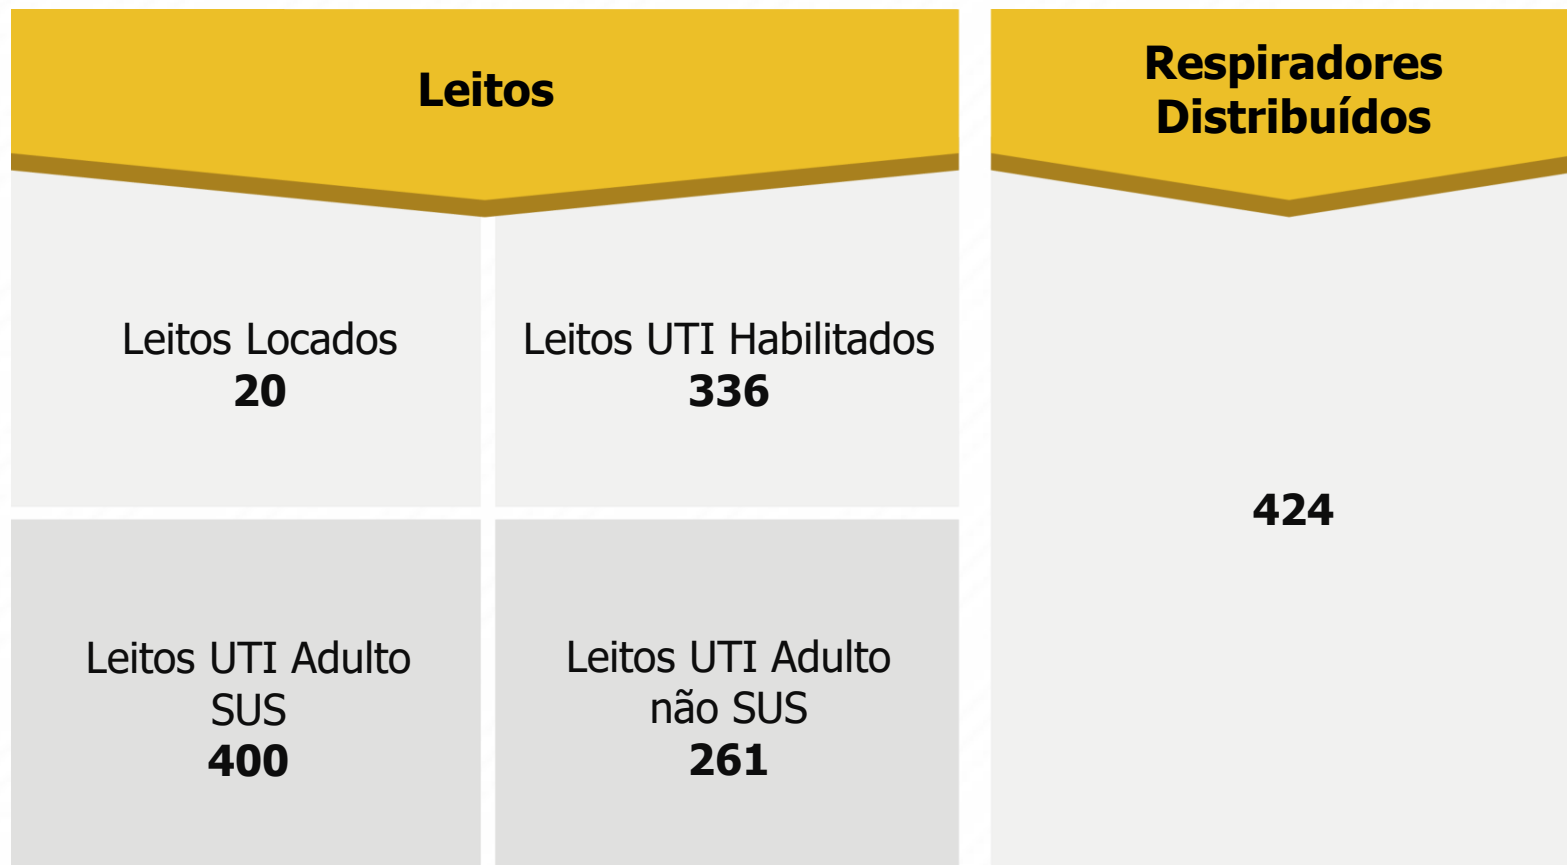 Leitos
Respiradores
Distribuídos
Leitos Locados
20
Leitos UTI Habilitados
336
424
Leitos UTI Adulto
SUS
400
Leitos UTI Adulto
não SUS
261